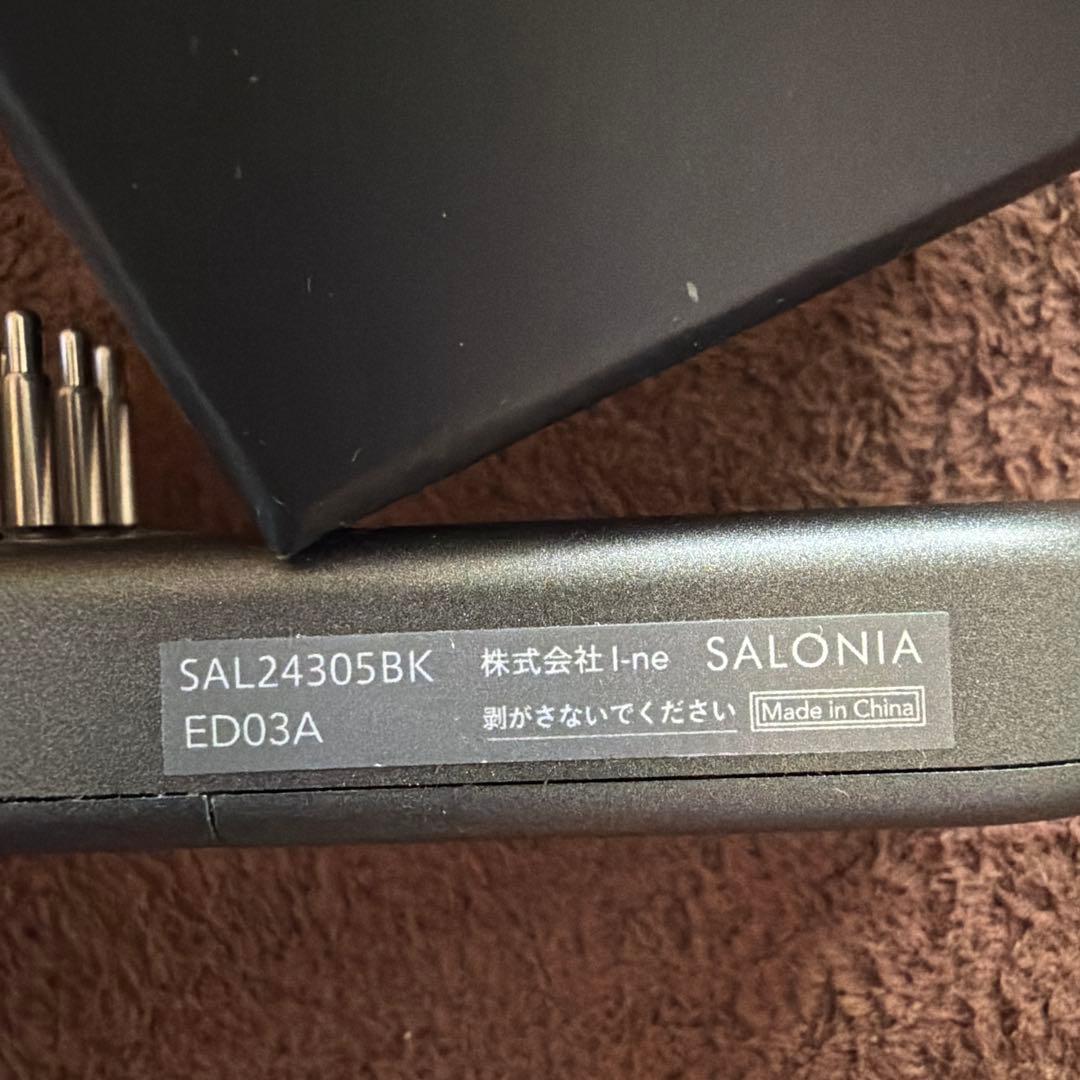 SAL24305BK
ED03A
株式会社 I-ne
SALONIA
剥がさないでください
Made in China